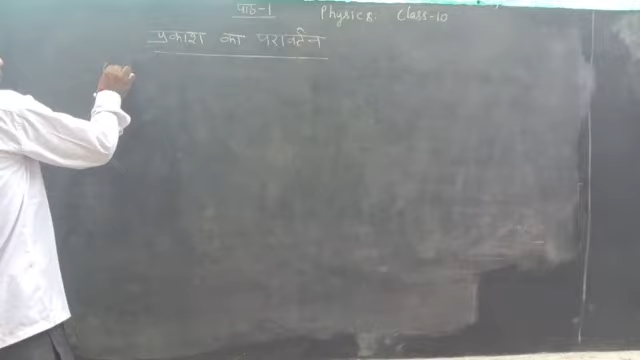 पाठ-1 Physics. Class-10
प्रकाश का परावर्तन